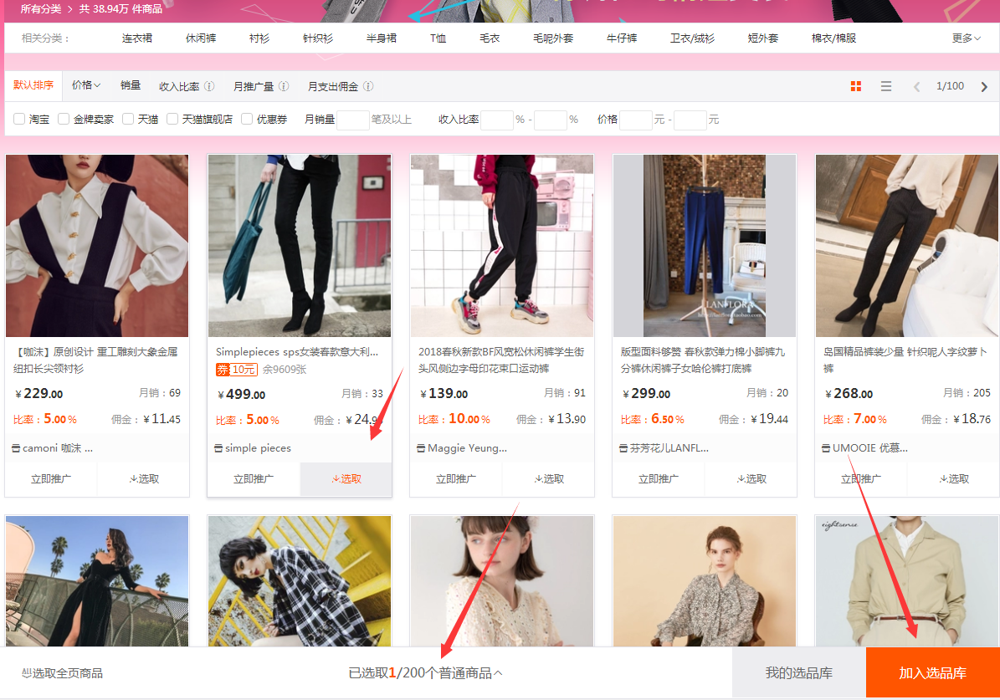 所有分类 > 共 38.94万 件商品
相关分类： 连衣裙 休闲裤 衬衫 针织衫 半身裙 T恤 毛衣 毛呢外套 牛仔裤 卫衣/绒衫 短外套 棉衣/棉服 更多
默认排序 价格 销量 收入比率 月推广量 月支出佣金 1/100
淘宝 金牌卖家 天猫 天猫旗舰店 优惠券 月销量 笔及以上 收入比率 % - % 价格 元 - 元
【咖沫】原创设计 重工雕刻大象金属
纽扣长尖领衬衫
￥229.00 月销：69
比率：5.00% 佣金：￥11.45
camoni 咖沫 ...
立即推广 选取
Simplepieces sps女装春款意大利...
券 10元 余9609张
￥499.00 月销：33
比率：5.00% 佣金：
simple pieces
立即推广 选取
2018春秋新款BF风宽松休闲裤学生街
头风侧边字母印花束口运动裤
￥139.00 月销：91
比率：10.00% 佣金：￥13.90
Maggie Yeung...
立即推广 选取
LANFLORA
版型面料够赞 春秋款弹力棉小脚裤九
分裤休闲裤子女哈伦裤打底裤
￥299.00 月销：20
比率：6.50% 佣金：￥19.44
芬芳花儿LANFL...
立即推广 选取
岛国精品裤装少量 针织呢人字纹萝卜
裤
￥268.00 月销：205
比率：7.00% 佣金：￥18.76
UMOOIE 优慕...
立即推广 选取
eightsense
选取全页商品 已选取1/200个普通商品 我的选品库 加入选品库